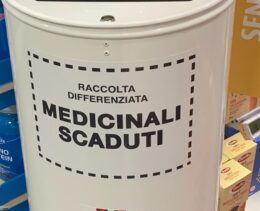 RACCOLTA
DIFFERENZIATA
MEDICINALI
SCADUTI